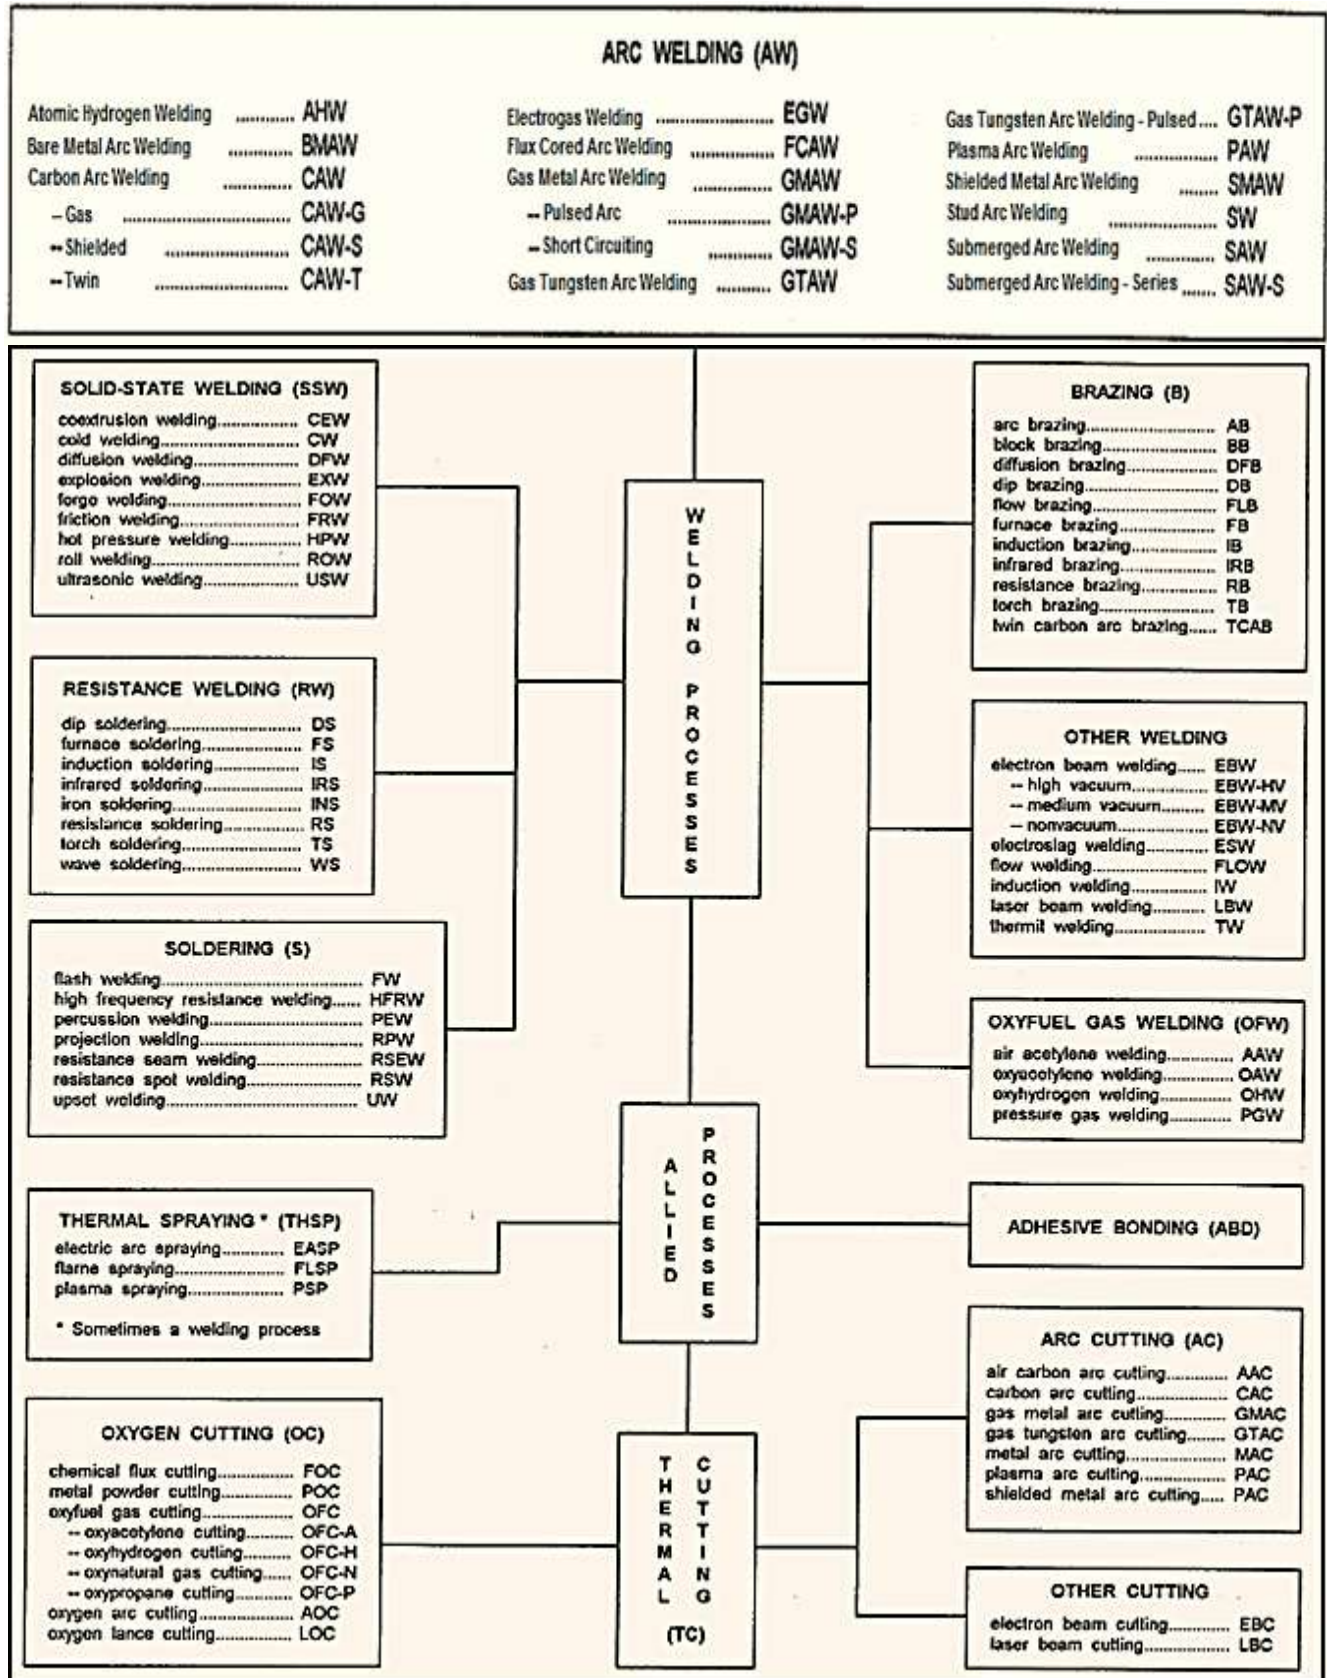 ARC WELDING (AW)
Atomic Hydrogen Welding ............ AHW
Bare Metal Arc Welding ............ BMAW
Carbon Arc Welding ............ CAW
– Gas ............ CAW-G
-- Shielded ............ CAW-S
-- Twin ............ CAW-T
Electrogas Welding ............ EGW
Flux Cored Arc Welding ............ FCAW
Gas Metal Arc Welding ............ GMAW
-- Pulsed Arc ............ GMAW-P
-- Short Circuiting ............ GMAW-S
Gas Tungsten Arc Welding ............ GTAW
Gas Tungsten Arc Welding - Pulsed .... GTAW-P
Plasma Arc Welding ............ PAW
Shielded Metal Arc Welding ........ SMAW
Stud Arc Welding ............ SW
Submerged Arc Welding ............ SAW
Submerged Arc Welding - Series ....... SAW-S
SOLID-STATE WELDING (SSW)
coextrusion welding............ CEW
cold welding............ CW
diffusion welding............ DFW
explosion welding............ EXW
forgo welding............ FOW
friction welding............ FRW
hot pressure welding............ HPW
roll welding............ ROW
ultrasonic welding............ USW
RESISTANCE WELDING (RW)
dip soldering............ DS
furnace soldering............ FS
induction soldering............ IS
infrared soldering............ IRS
iron soldering............ INS
resistance soldering............ RS
torch soldering............ TS
wave soldering............ WS
SOLDERING (S)
flash welding............ FW
high frequency resistance welding...... HFRW
percussion welding............ PEW
projection welding............ RPW
resistance seam welding............ RSEW
resistance spot welding............ RSW
upset welding............ UW
WELDING PROCESSES
BRAZING (B)
arc brazing............ AB
block brazing............ BB
diffusion brazing............ DFB
dip brazing............ DB
flow brazing............ FLB
furnace brazing............ FB
induction brazing............ IB
infrared brazing............ IRB
resistance brazing............ RB
torch brazing............ TB
twin carbon arc brazing...... TCAB
OTHER WELDING
electron beam welding...... EBW
-- high vacuum............ EBW-HV
-- medium vacuum............ EBW-MV
-- nonvacuum............ EBW-NV
electroslag welding............ ESW
flow welding............ FLOW
induction welding............ IW
laser beam welding............ LBW
thermit welding............ TW
OXYFUEL GAS WELDING (OFW)
air acetylene welding............ AAW
oxyacetylene welding............ OAW
oxyhydrogen welding............ OHW
pressure gas welding............ PGW
THERMAL SPRAYING * (THSP)
electric arc spraying............ EASP
flame spraying............ FLSP
plasma spraying............ PSP
* Sometimes a welding process
ALLIED PROCESSES
ADHESIVE BONDING (ABD)
OXYGEN CUTTING (OC)
chemical flux cutting............ FOC
metal powder cutting............ POC
oxyfuel gas cutting............ OFC
-- oxyacetylene cutting.......... OFC-A
-- oxyhydrogen cutting.......... OFC-H
-- oxynatural gas cutting...... OFC-N
-- oxypropane cutting.......... OFC-P
oxygen arc cutting............ AOC
oxygen lance cutting............ LOC
THERMAL CUTTING
(TC)
ARC CUTTING (AC)
air carbon arc cutting............ AAC
carbon arc cutting............ CAC
gas metal arc cutting............ GMAC
gas tungsten arc cutting........ GTAC
metal arc cutting............ MAC
plasma arc cutting............ PAC
shielded metal arc cutting..... PAC
OTHER CUTTING
electron beam cutting............ EBC
laser beam cutting............ LBC